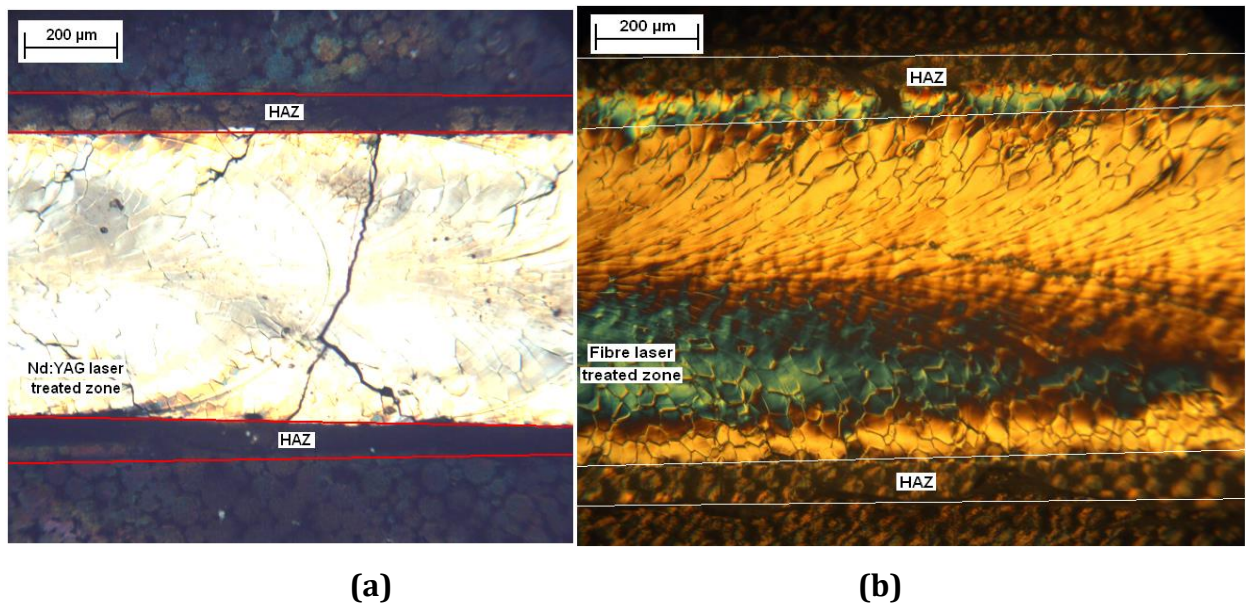 200 µm
HAZ
Nd:YAG laser
treated zone
HAZ
(a)
200 µm
HAZ
Fibre laser
treated zone
HAZ
(b)